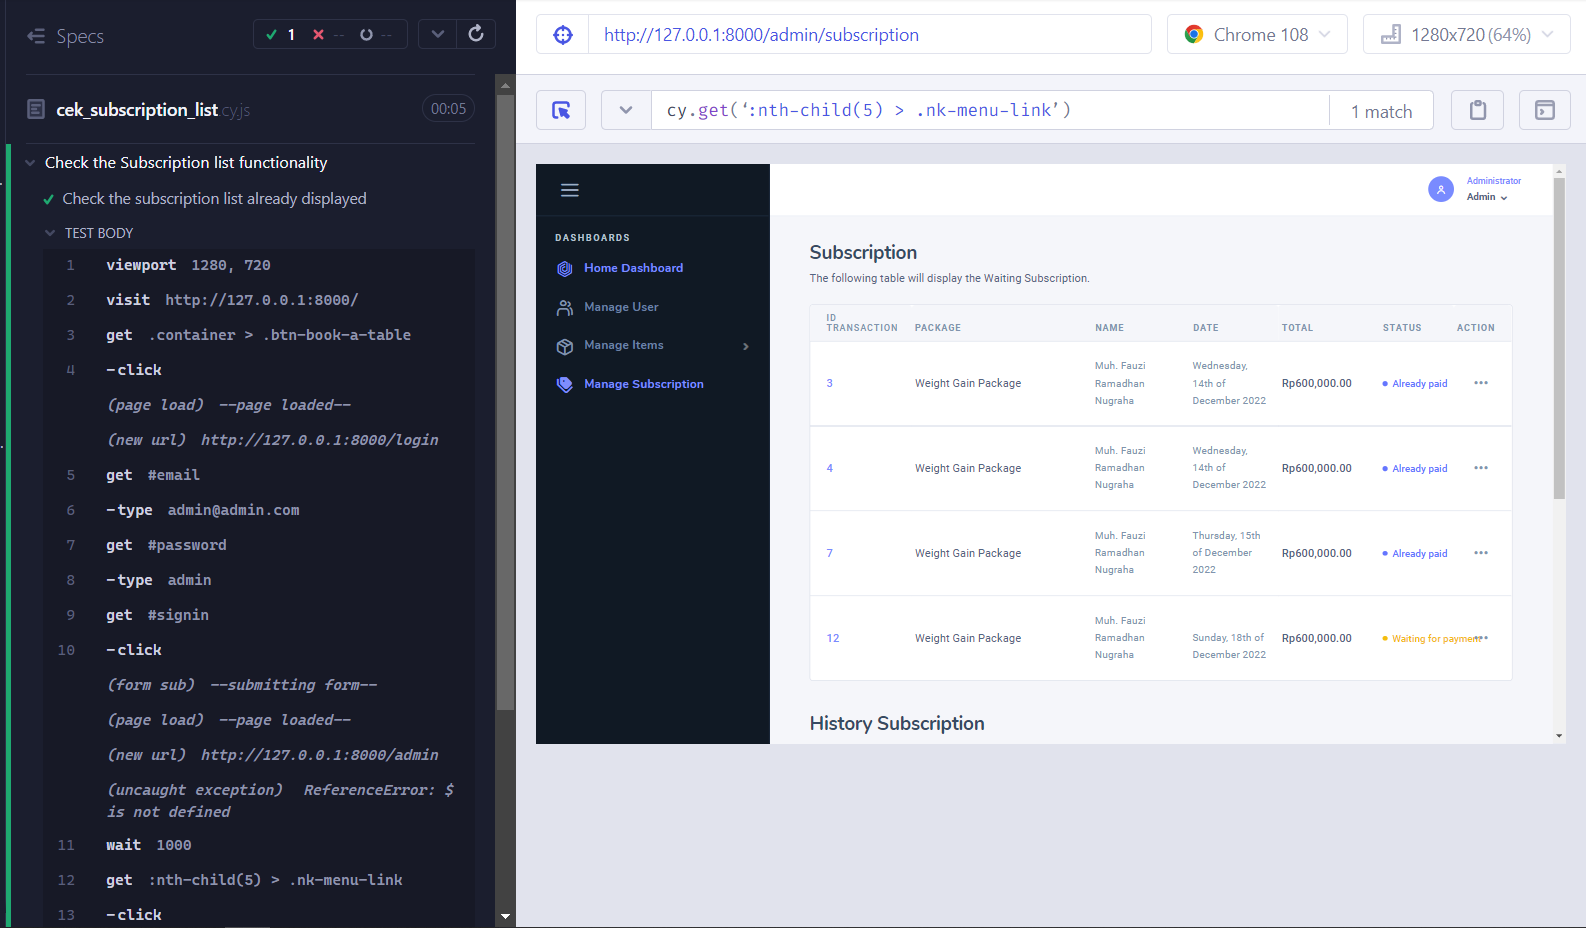 Specs
1
--
--
cek_subscription_list.cy.js
00:05
Check the Subscription list functionality
Check the subscription list already displayed
TEST BODY
1 viewport 1280, 720
2 visit http://127.0.0.1:8000/
3 get .container > .btn-book-a-table
4 -click
(page load) --page loaded--
(new url) http://127.0.0.1:8000/login
5 get #email
6 -type admin@admin.com
7 get #password
8 -type admin
9 get #signin
10 -click
(form sub) --submitting form--
(page load) --page loaded--
(new url) http://127.0.0.1:8000/admin
(uncaught exception) ReferenceError: $
is not defined
11 wait 1000
12 get :nth-child(5) > .nk-menu-link
13 -click
http://127.0.0.1:8000/admin/subscription
Chrome 108
1280x720 (64%)
cy.get(‘:nth-child(5) > .nk-menu-link’)
1 match
DASHBOARDS
Home Dashboard
Manage User
Manage Items
Manage Subscription
Administrator
Admin
Subscription
The following table will display the Waiting Subscription.
ID
TRANSACTION PACKAGE NAME DATE TOTAL STATUS ACTION
Muh. Fauzi Wednesday,
3 Weight Gain Package Ramadhan 14th of Rp600,000.00 Already paid
Nugraha December 2022
Muh. Fauzi Wednesday,
4 Weight Gain Package Ramadhan 14th of Rp600,000.00 Already paid
Nugraha December 2022
Muh. Fauzi Thursday, 15th
7 Weight Gain Package Ramadhan of December Rp600,000.00 Already paid
Nugraha 2022
Muh. Fauzi
12 Weight Gain Package Ramadhan Sunday, 18th of Rp600,000.00 Waiting for payment
Nugraha December 2022
History Subscription